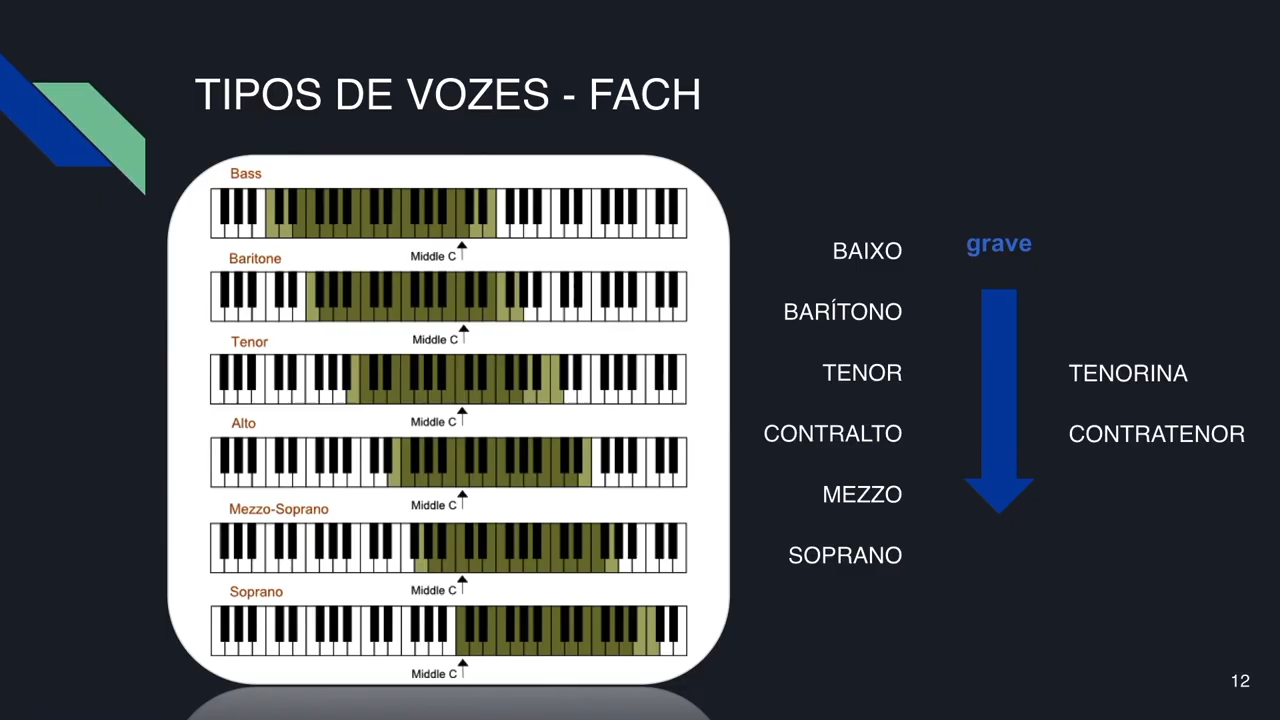 TIPOS DE VOZES - FACH
Bass
Middle C
Baritone
Middle C
Tenor
Middle C
Alto
Middle C
Mezzo-Soprano
Middle C
Soprano
Middle C
BAIXO
BARÍTONO
TENOR
CONTRALTO
MEZZO
SOPRANO
grave
TENORINA
CONTRATENOR
12